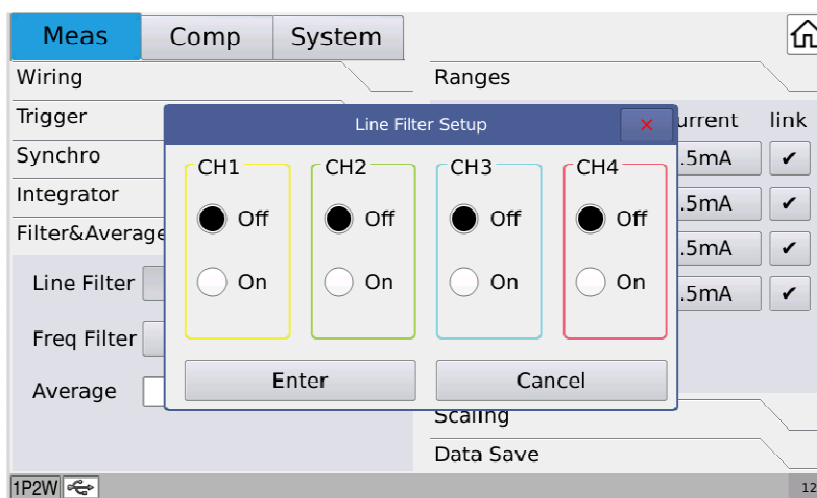 Meas Comp System
Wiring
Trigger
Synchro
Integrator
Filter&Average
Line Filter
Freq Filter
Average
Ranges
urrent link
.5mA ✔
.5mA ✔
.5mA ✔
.5mA ✔
Scaling
Data Save
Line Filter Setup
CH1 CH2 CH3 CH4
Off Off Off Off
On On On On
Enter Cancel
1P2W 12